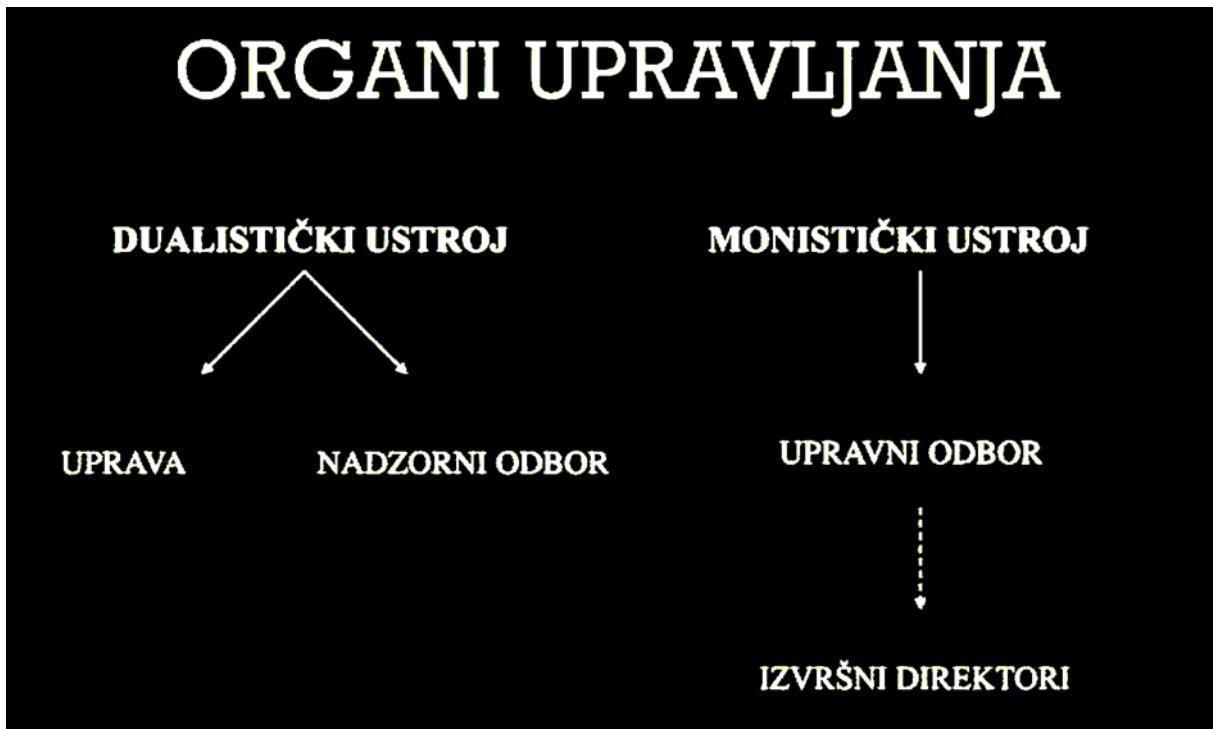 ORGANI UPRAVLJANJA
DUALISTIČKI USTROJ
MONISTIČKI USTROJ
UPRAVA
NADZORNI ODBOR
UPRAVNI ODBOR
IZVRŠNI DIREKTORI